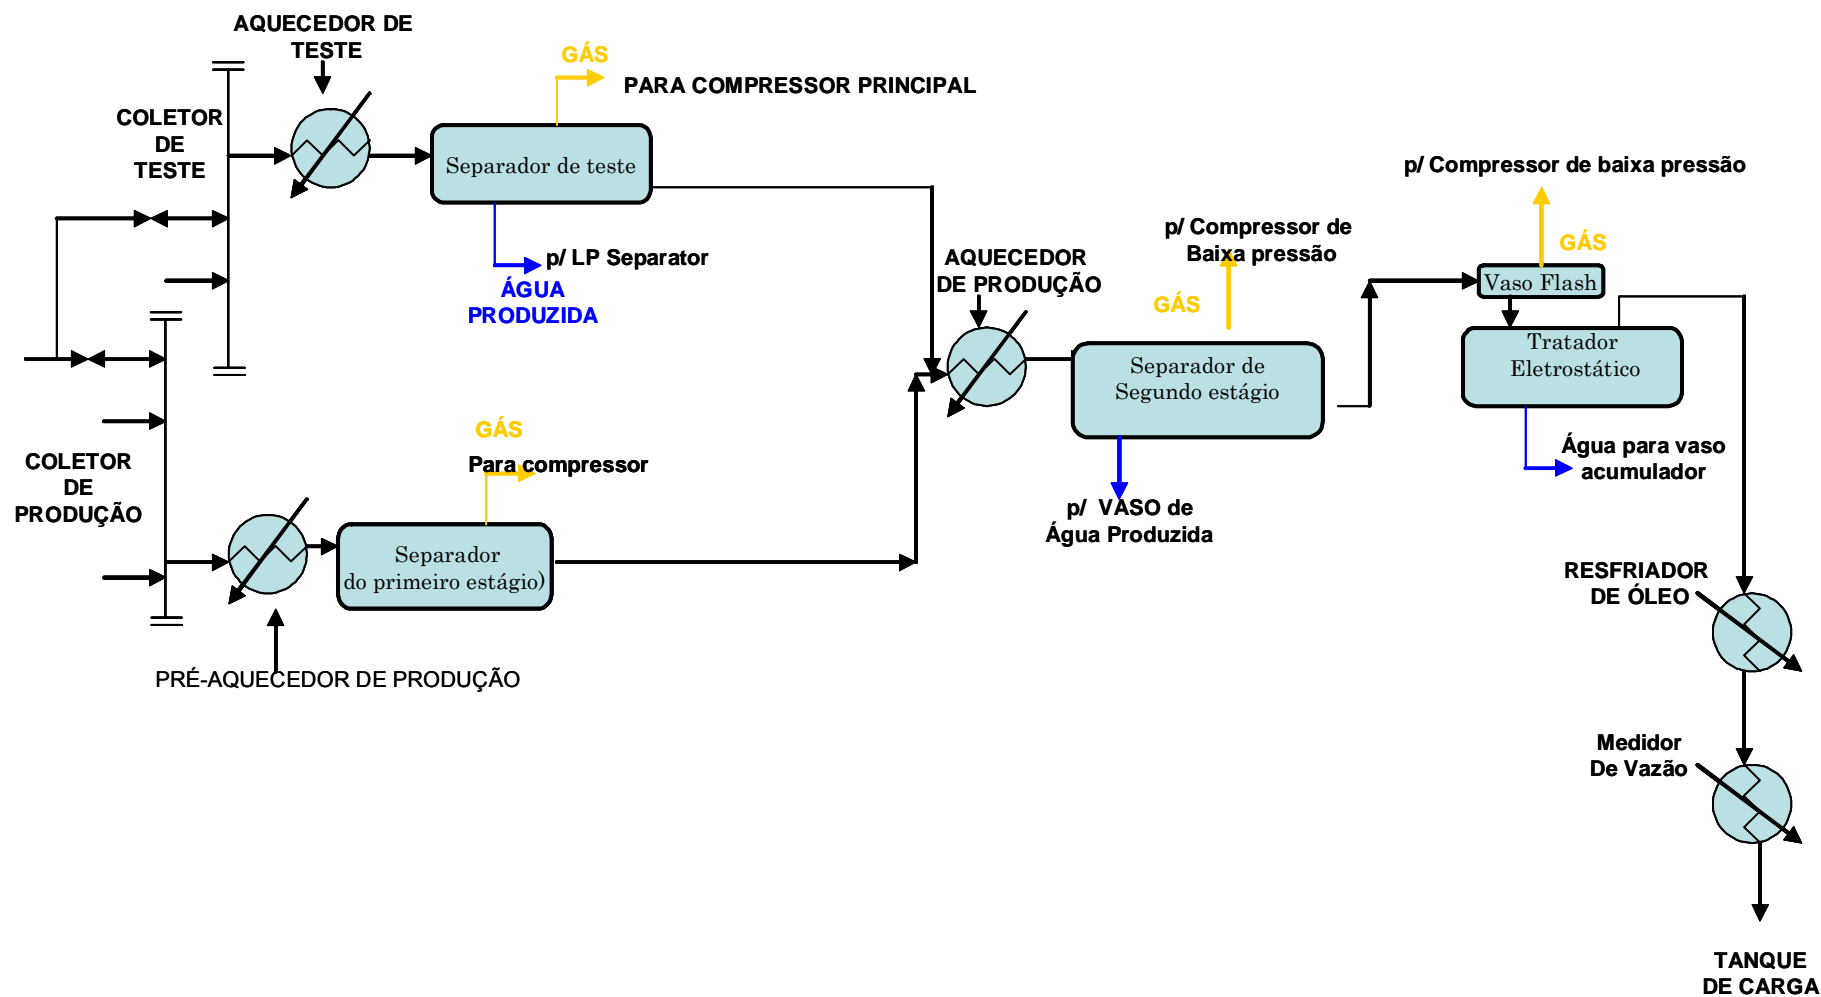 AQUECEDOR DE
TESTE
GÁS
PARA COMPRESSOR PRINCIPAL
COLETOR
DE
TESTE
Separador de teste
p/ LP Separator
ÁGUA
PRODUZIDA
p/ Compressor de baixa pressão
GÁS
Vaso Flash
p/ Compressor de
Baixa pressão
GÁS
AQUECEDOR
DE PRODUÇÃO
Separador de
Segundo estágio
Tratador
Eletrostático
GÁS
Para compressor
COLETOR
DE
PRODUÇÃO
Água para vaso
acumulador
p/ VASO de
Água Produzida
Separador
do primeiro estágio)
RESFRIADOR
DE ÓLEO
PRÉ-AQUECEDOR DE PRODUÇÃO
Medidor
De Vazão
TANQUE
DE CARGA